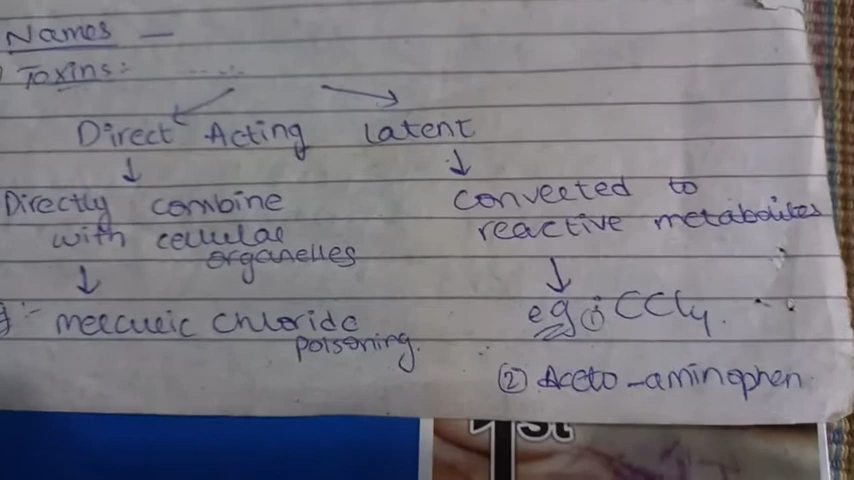 Names —
Toxins:
Direct Acting Latent
Directly combine
with cellular
organelles
converted to
reactive metabolites
Mercuric Chloride
poisoning.
eg ① CCl4.
② Aceto-aminophen
1st